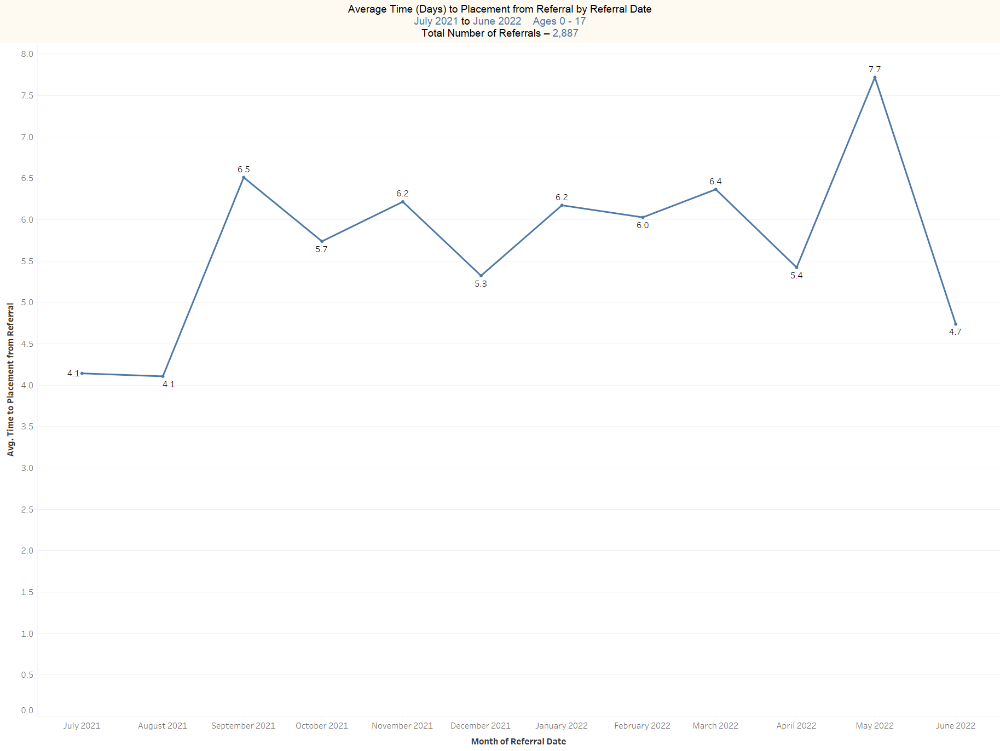 Average Time (Days) to Placement from Referral by Referral Date
July 2021 to June 2022 Ages 0 - 17
Total Number of Referrals – 2,887
8.0
7.5
7.0
6.5
6.0
5.5
5.0
4.5
4.0
3.5
3.0
2.5
2.0
1.5
1.0
0.5
0.0
Avg. Time to Placement from Referral
4.1
4.1
6.5
5.7
6.2
5.3
6.2
6.0
6.4
5.4
7.7
4.7
July 2021
August 2021
September 2021
October 2021
November 2021
December 2021
January 2022
February 2022
March 2022
April 2022
May 2022
June 2022
Month of Referral Date